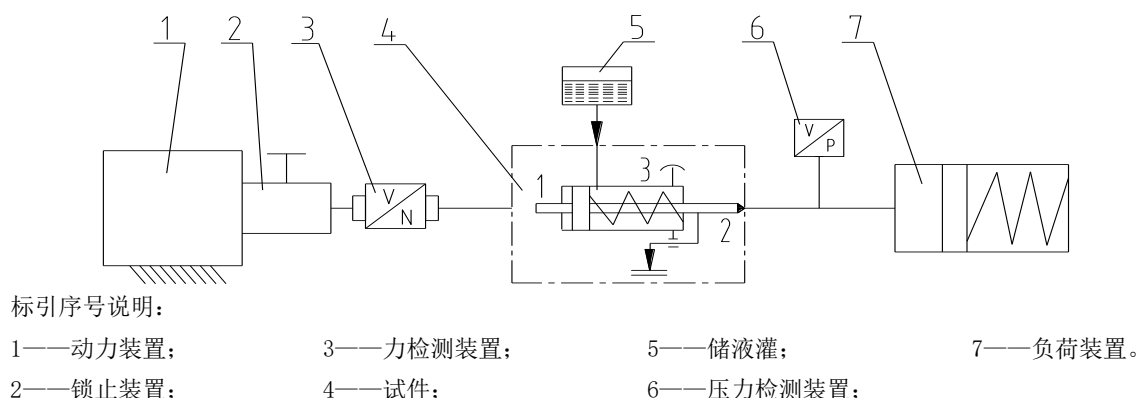 1 2 3 4 5 6 7
V
P
V
N
1 3
2
标引序号说明：
1——动力装置； 3——力检测装置； 5——储液灌； 7——负荷装置。
2——锁止装置； 4——试件； 6——压力检测装置；